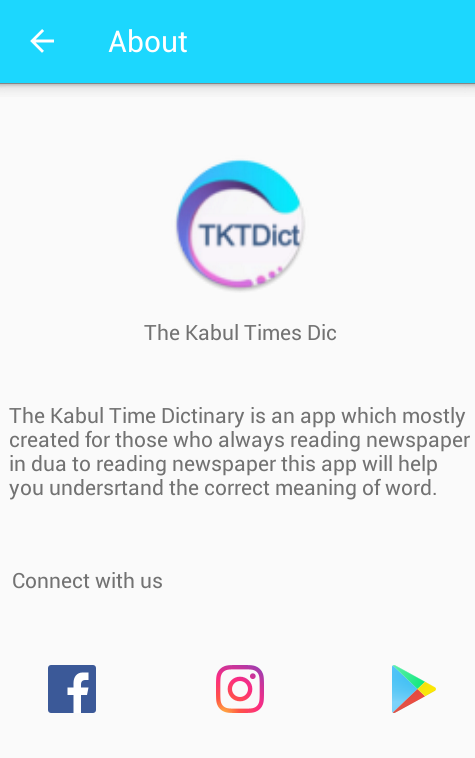 About
TKTDict
The Kabul Times Dic
The Kabul Time Dictinary is an app which mostly
created for those who always reading newspaper
in dua to reading newspaper this app will help
you undersrtand the correct meaning of word.
Connect with us